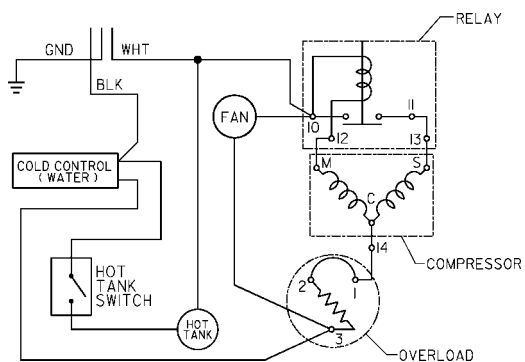 RELAY
GND
WHT
BLK
FAN
10
12
11
13
M
S
C
14
COLD CONTROL
(WATER)
COMPRESSOR
HOT
TANK
SWITCH
HOT
TANK
2
1
3
OVERLOAD